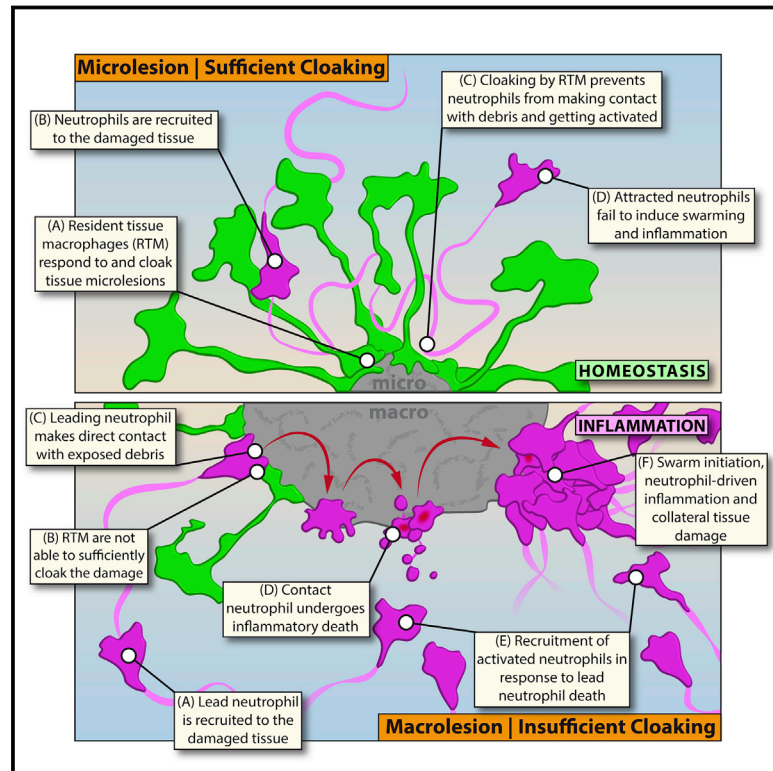 Microlesion | Sufficient Cloaking
(B) Neutrophils are recruited
to the damaged tissue
(C) Cloaking by RTM prevents
neutrophils from making contact
with debris and getting activated
(A) Resident tissue
macrophages (RTM)
respond to and cloak
tissue microlesions
(D) Attracted neutrophils
fail to induce swarming
and inflammation
HOMEOSTASIS
micro
macro
(C) Leading neutrophil
makes direct contact
with exposed debris
INFLAMMATION
(F) Swarm initiation,
neutrophil-driven
inflammation and
collateral tissue
damage
(B) RTM are not
able to sufficiently
cloak the damage
(D) Contact
neutrophil undergoes
inflammatory death
(E) Recruitment of
activated neutrophils in
response to lead
neutrophil death
(A) Lead neutrophil
is recruited to the
damaged tissue
Macrolesion | Insufficient Cloaking